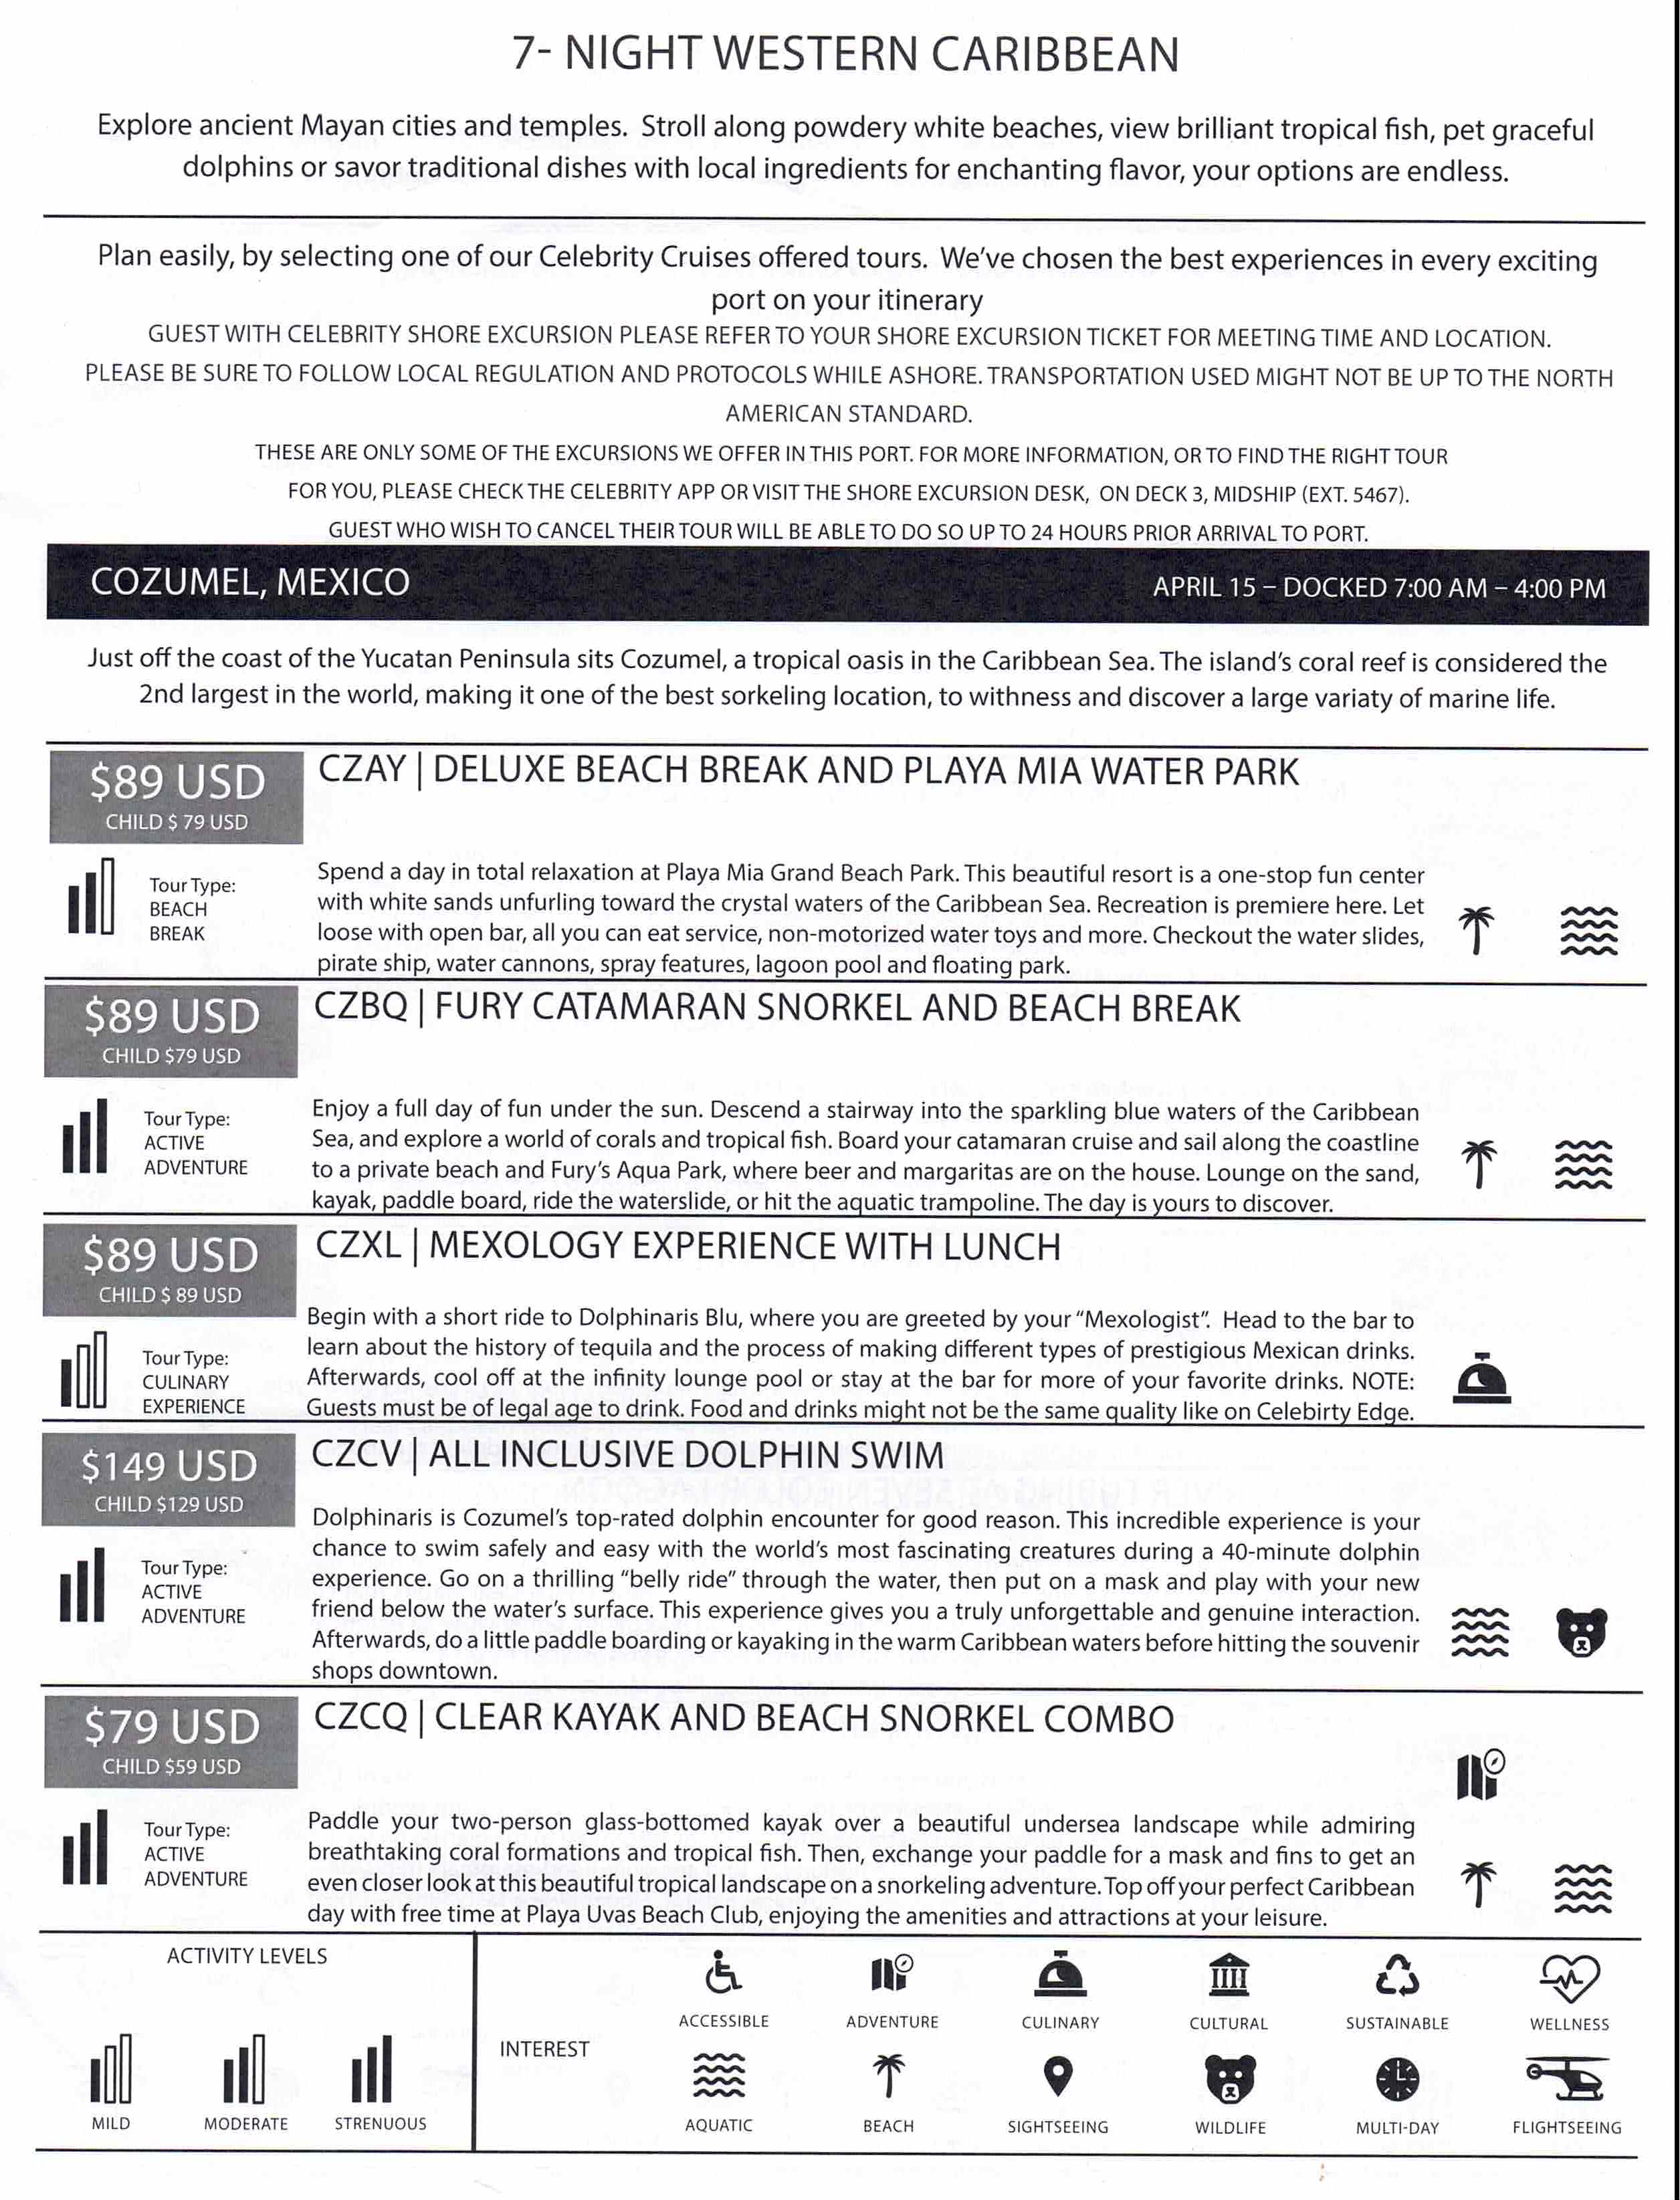 7- NIGHT WESTERN CARIBBEAN
Explore ancient Mayan cities and temples. Stroll along powdery white beaches, view brilliant tropical fish, pet graceful
dolphins or savor traditional dishes with local ingredients for enchanting flavor, your options are endless.
Plan easily, by selecting one of our Celebrity Cruises offered tours. We've chosen the best experiences in every exciting
port on your itinerary
GUEST WITH CELEBRITY SHORE EXCURSION PLEASE REFER TO YOUR SHORE EXCURSION TICKET FOR MEETING TIME AND LOCATION.
PLEASE BE SURE TO FOLLOW LOCAL REGULATION AND PROTOCOLS WHILE ASHORE. TRANSPORTATION USED MIGHT NOT BE UP TO THE NORTH
AMERICAN STANDARD.
THESE ARE ONLY SOME OF THE EXCURSIONS WE OFFER IN THIS PORT. FOR MORE INFORMATION, OR TO FIND THE RIGHT TOUR
FOR YOU, PLEASE CHECK THE CELEBRITY APP OR VISIT THE SHORE EXCURSION DESK, ON DECK 3, MIDSHIP (EXT. 5467).
GUEST WHO WISH TO CANCEL THEIR TOUR WILL BE ABLE TO DO SO UP TO 24 HOURS PRIOR ARRIVAL TO PORT.
COZUMEL, MEXICO APRIL 15 – DOCKED 7:00 AM – 4:00 PM
Just off the coast of the Yucatan Peninsula sits Cozumel, a tropical oasis in the Caribbean Sea. The island's coral reef is considered the
2nd largest in the world, making it one of the best sorkeling location, to withness and discover a large variaty of marine life.
$89 USD
CHILD $ 79 USD
CZAY | DELUXE BEACH BREAK AND PLAYA MIA WATER PARK
Tour Type:
BEACH
BREAK
Spend a day in total relaxation at Playa Mia Grand Beach Park. This beautiful resort is a one-stop fun center
with white sands unfurling toward the crystal waters of the Caribbean Sea. Recreation is premiere here. Let
loose with open bar, all you can eat service, non-motorized water toys and more. Checkout the water slides,
pirate ship, water cannons, spray features, lagoon pool and floating park.
$89 USD
CHILD $79 USD
CZBQ | FURY CATAMARAN SNORKEL AND BEACH BREAK
Tour Type:
ACTIVE
ADVENTURE
Enjoy a full day of fun under the sun. Descend a stairway into the sparkling blue waters of the Caribbean
Sea, and explore a world of corals and tropical fish. Board your catamaran cruise and sail along the coastline
to a private beach and Fury's Aqua Park, where beer and margaritas are on the house. Lounge on the sand,
kayak, paddle board, ride the waterslide, or hit the aquatic trampoline. The day is yours to discover.
$89 USD
CHILD $ 89 USD
CZXL | MEXOLOGY EXPERIENCE WITH LUNCH
Tour Type:
CULINARY
EXPERIENCE
Begin with a short ride to Dolphinaris Blu, where you are greeted by your "Mexologist". Head to the bar to
learn about the history of tequila and the process of making different types of prestigious Mexican drinks.
Afterwards, cool off at the infinity lounge pool or stay at the bar for more of your favorite drinks. NOTE:
Guests must be of legal age to drink. Food and drinks might not be the same quality like on Celebirty Edge.
$149 USD
CHILD $129 USD
CZCV | ALL INCLUSIVE DOLPHIN SWIM
Tour Type:
ACTIVE
ADVENTURE
Dolphinaris is Cozumel's top-rated dolphin encounter for good reason. This incredible experience is your
chance to swim safely and easy with the world's most fascinating creatures during a 40-minute dolphin
experience. Go on a thrilling "belly ride" through the water, then put on a mask and play with your new
friend below the water's surface. This experience gives you a truly unforgettable and genuine interaction.
Afterwards, do a little paddle boarding or kayaking in the warm Caribbean waters before hitting the souvenir
shops downtown.
$79 USD
CHILD $59 USD
CZCQ | CLEAR KAYAK AND BEACH SNORKEL COMBO
Tour Type:
ACTIVE
ADVENTURE
Paddle your two-person glass-bottomed kayak over a beautiful undersea landscape while admiring
breathtaking coral formations and tropical fish. Then, exchange your paddle for a mask and fins to get an
even closer look at this beautiful tropical landscape on a snorkeling adventure. Top off your perfect Caribbean
day with free time at Playa Uvas Beach Club, enjoying the amenities and attractions at your leisure.
ACTIVITY LEVELS
MILD MODERATE STRENUOUS
INTEREST
ACCESSIBLE ADVENTURE CULINARY CULTURAL SUSTAINABLE WELLNESS
AQUATIC BEACH SIGHTSEEING WILDLIFE MULTI-DAY FLIGHTSEEING